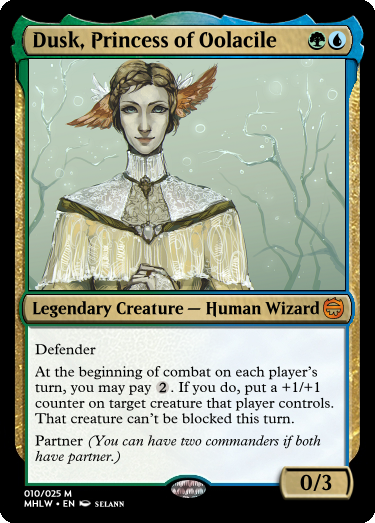 Dusk, Princess of Oolacile
Legendary Creature — Human Wizard
Defender
At the beginning of combat on each player's
turn, you may pay 2. If you do, put a +1/+1
counter on target creature that player controls.
That creature can't be blocked this turn.
Partner (You can have two commanders if both
have partner.)
0/3
010/025 M
MHLW • EN SELANN